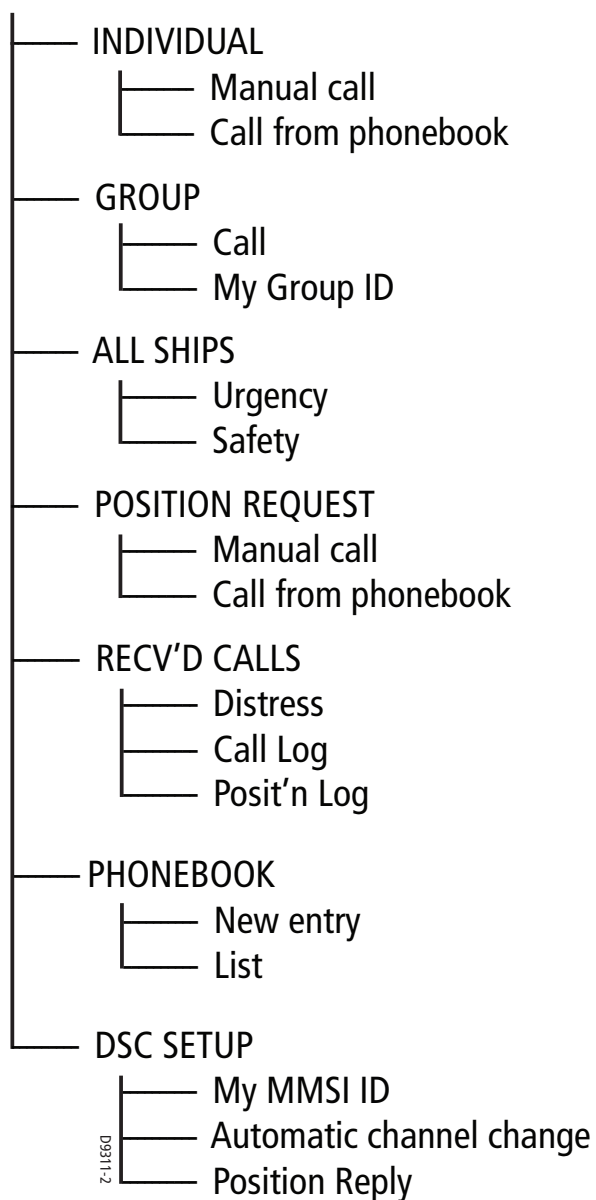 INDIVIDUAL
Manual call
Call from phonebook
GROUP
Call
My Group ID
ALL SHIPS
Urgency
Safety
POSITION REQUEST
Manual call
Call from phonebook
RECV'D CALLS
Distress
Call Log
Posit'n Log
PHONEBOOK
New entry
List
DSC SETUP
My MMSI ID
Automatic channel change
Position Reply
D9311-2